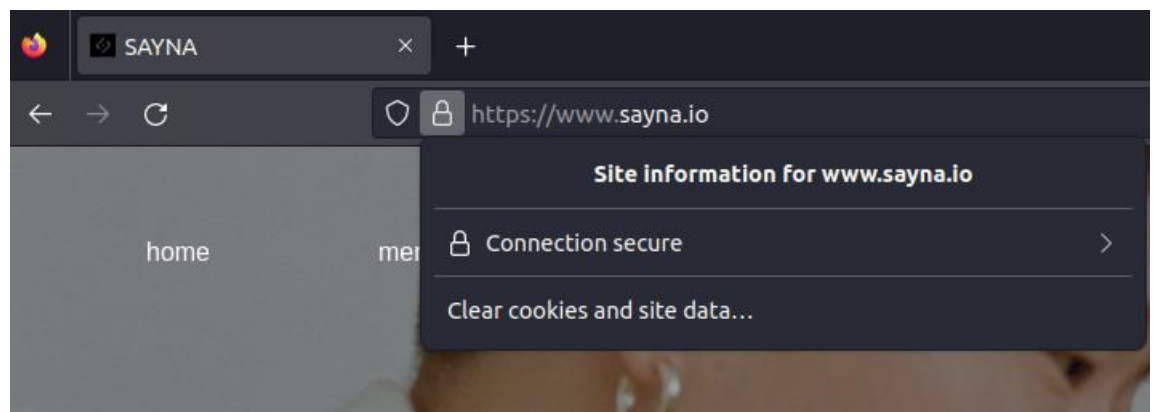 SAYNA
https://www.sayna.io
Site information for www.sayna.io
Connection secure
home
Clear cookies and site data…